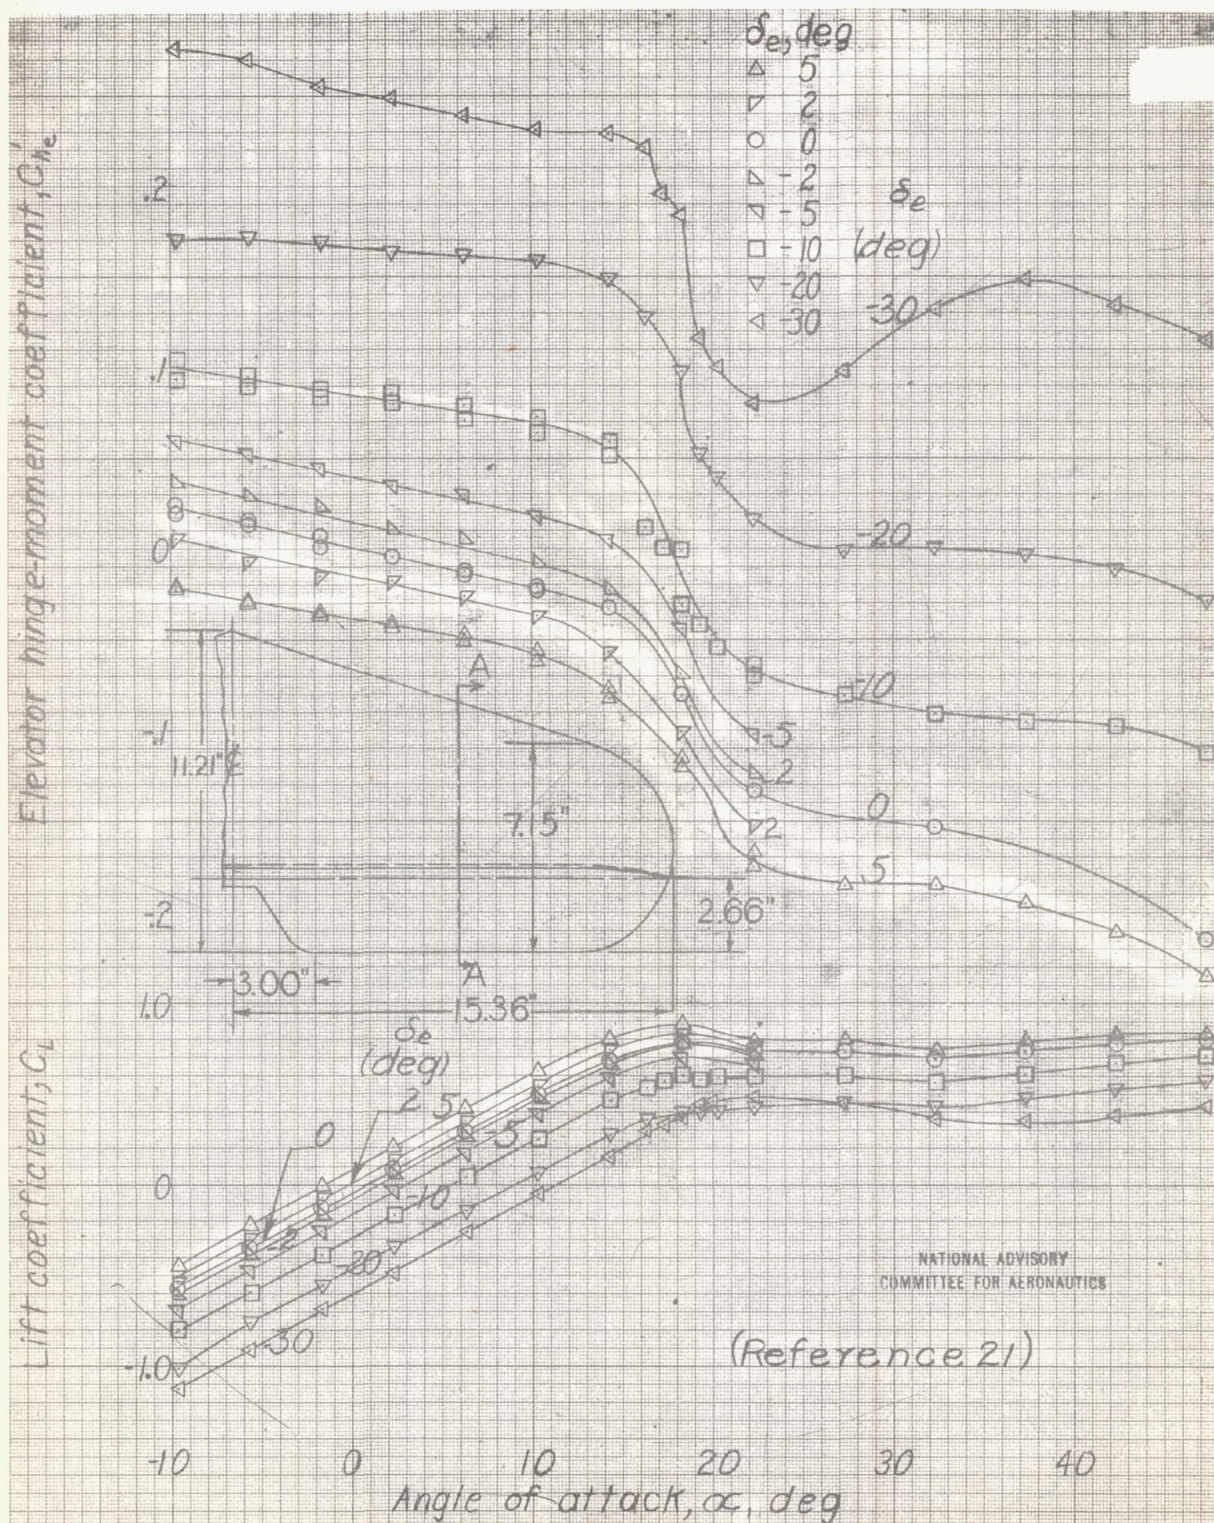 δe, deg
△ 5
▽ 2
○ 0
▷ -2
◁ -5
□ -10
▽ -20
◁ -30
δe
(deg)
-30
-20
-10
-5
-2
0
2
5
Elevator hinge-moment coefficient, C'he
.2
.1
0
-.1
-.2
A
11.21"
℄
7.15"
2.66"
A
3.00"
15.36"
Lift coefficient, CL
1.0
0
-1.0
δe
(deg)
2 5
0
-5
-10
-2
-20
-30
NATIONAL ADVISORY
COMMITTEE FOR AERONAUTICS
(Reference 21)
-10 0 10 20 30 40
Angle of attack, α, deg